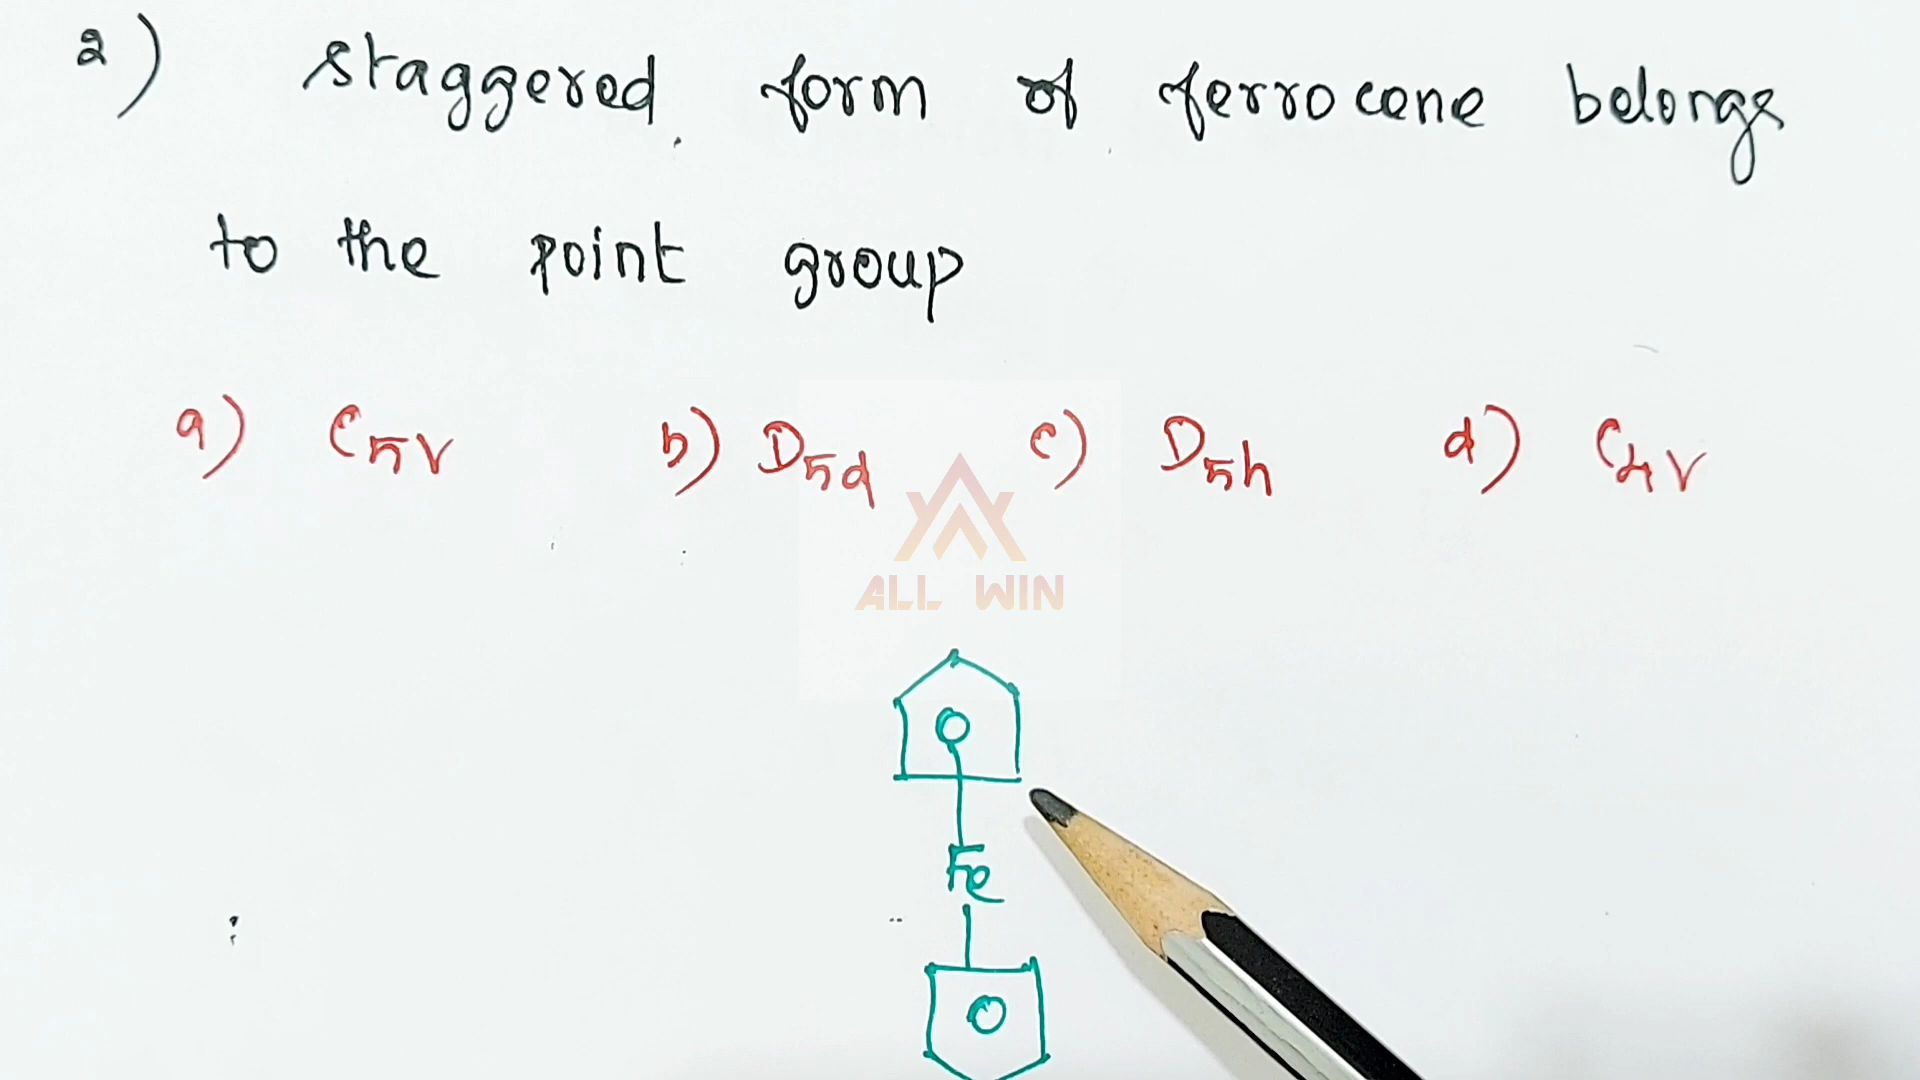 2) staggered form of ferrocene belongs
to the point group
a) C5v b) D5d c) D5h d) C4v
ALL WIN
Fe